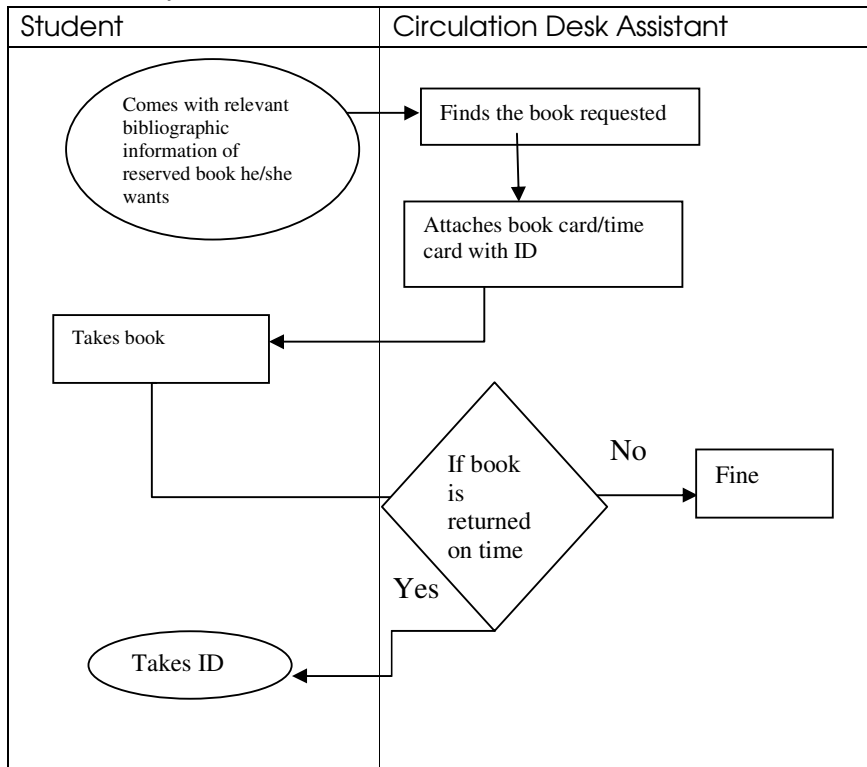 Student
Circulation Desk Assistant
Comes with relevant
bibliographic
information of
reserved book he/she
wants
Finds the book requested
Attaches book card/time
card with ID
Takes book
If book
is
returned
on time
No
Fine
Yes
Takes ID